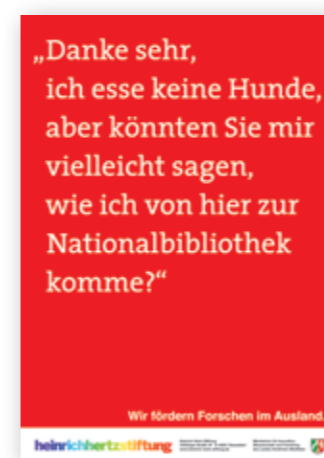 „Danke sehr,
ich esse keine Hunde,
aber könnten Sie mir
vielleicht sagen,
wie ich von hier zur
Nationalbibliothek
komme?“
Wir fördern Forschen im Ausland.
heinrichhertzstiftung